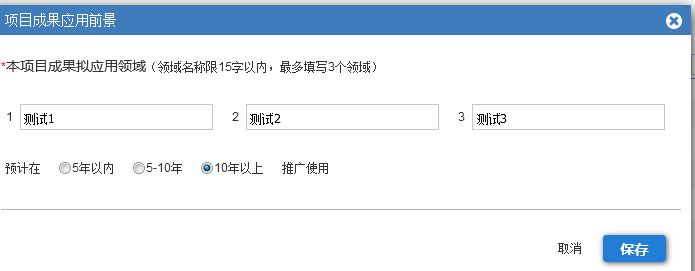 项目成果应用前景
*本项目成果拟应用领域（领域名称限15字以内，最多填写3个领域）
1 测试1 2 测试2 3 测试3
预计在 5年以内 5-10年 10年以上 推广使用
取消 保存